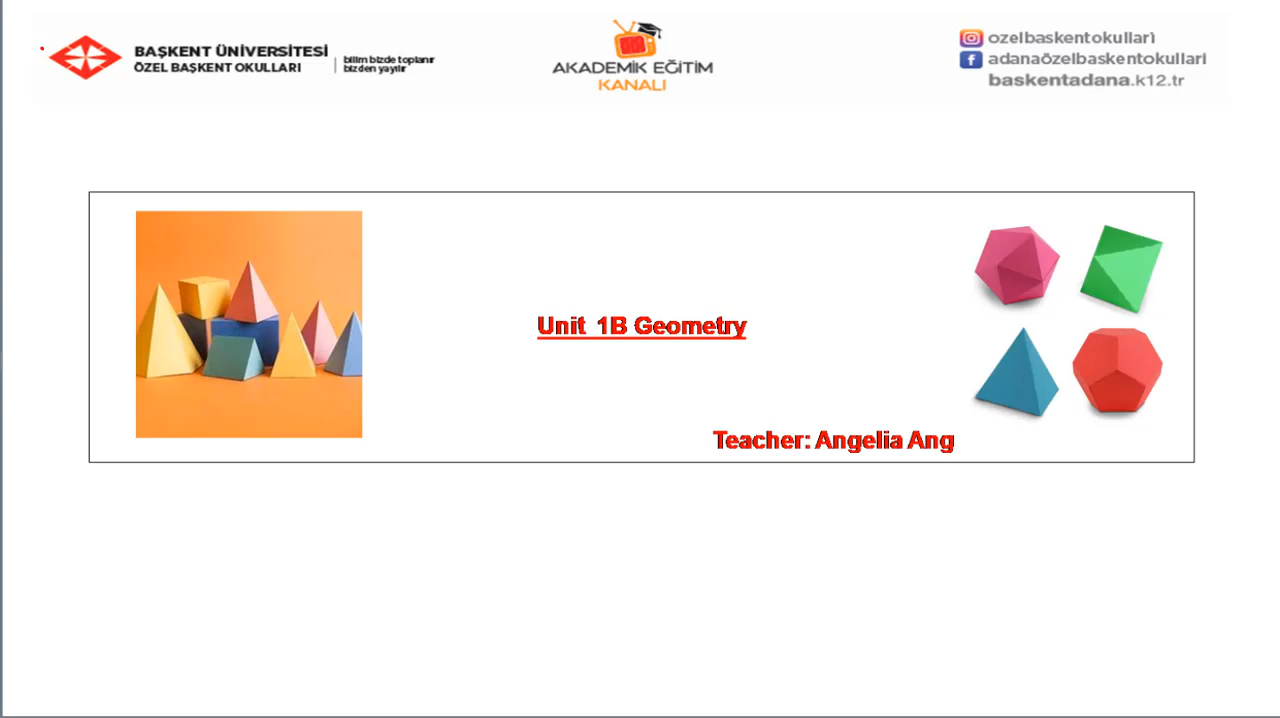 BAŞKENT ÜNİVERSİTESİ
ÖZEL BAŞKENT OKULLARI
bilim bizde toplanır
bizden yayılır
AKADEMİK EĞİTİM
KANALI
ozelbaskentokullari
adanaözelbaskentokullari
baskentadana.k12.tr
Unit 1B Geometry
Teacher: Angelia Ang